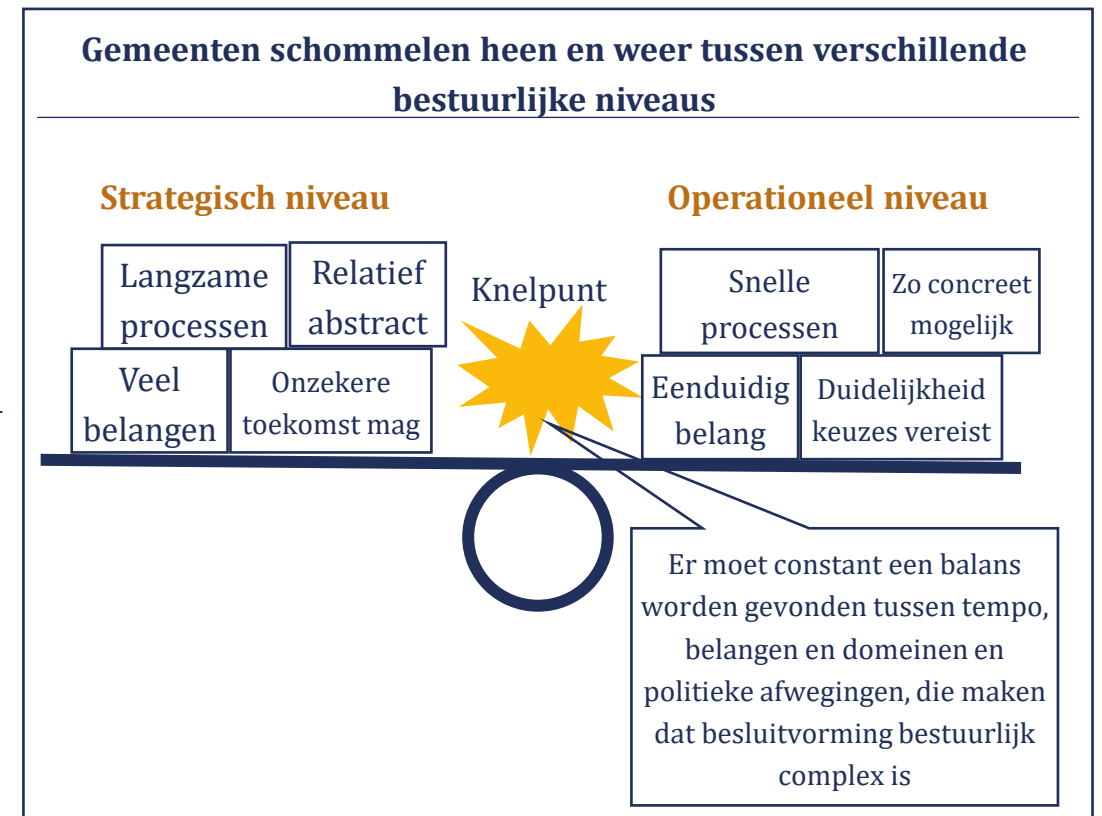 Gemeenten schommelen heen en weer tussen verschillende
bestuurlijke niveaus
Strategisch niveau
Operationeel niveau
Langzame
processen
Relatief
abstract
Veel
belangen
Onzekere
toekomst mag
Knelpunt
Snelle
processen
Zo concreet
mogelijk
Eenduidig
belang
Duidelijkheid
keuzes vereist
Er moet constant een balans
worden gevonden tussen tempo,
belangen en domeinen en
politieke afwegingen, die maken
dat besluitvorming bestuurlijk
complex is